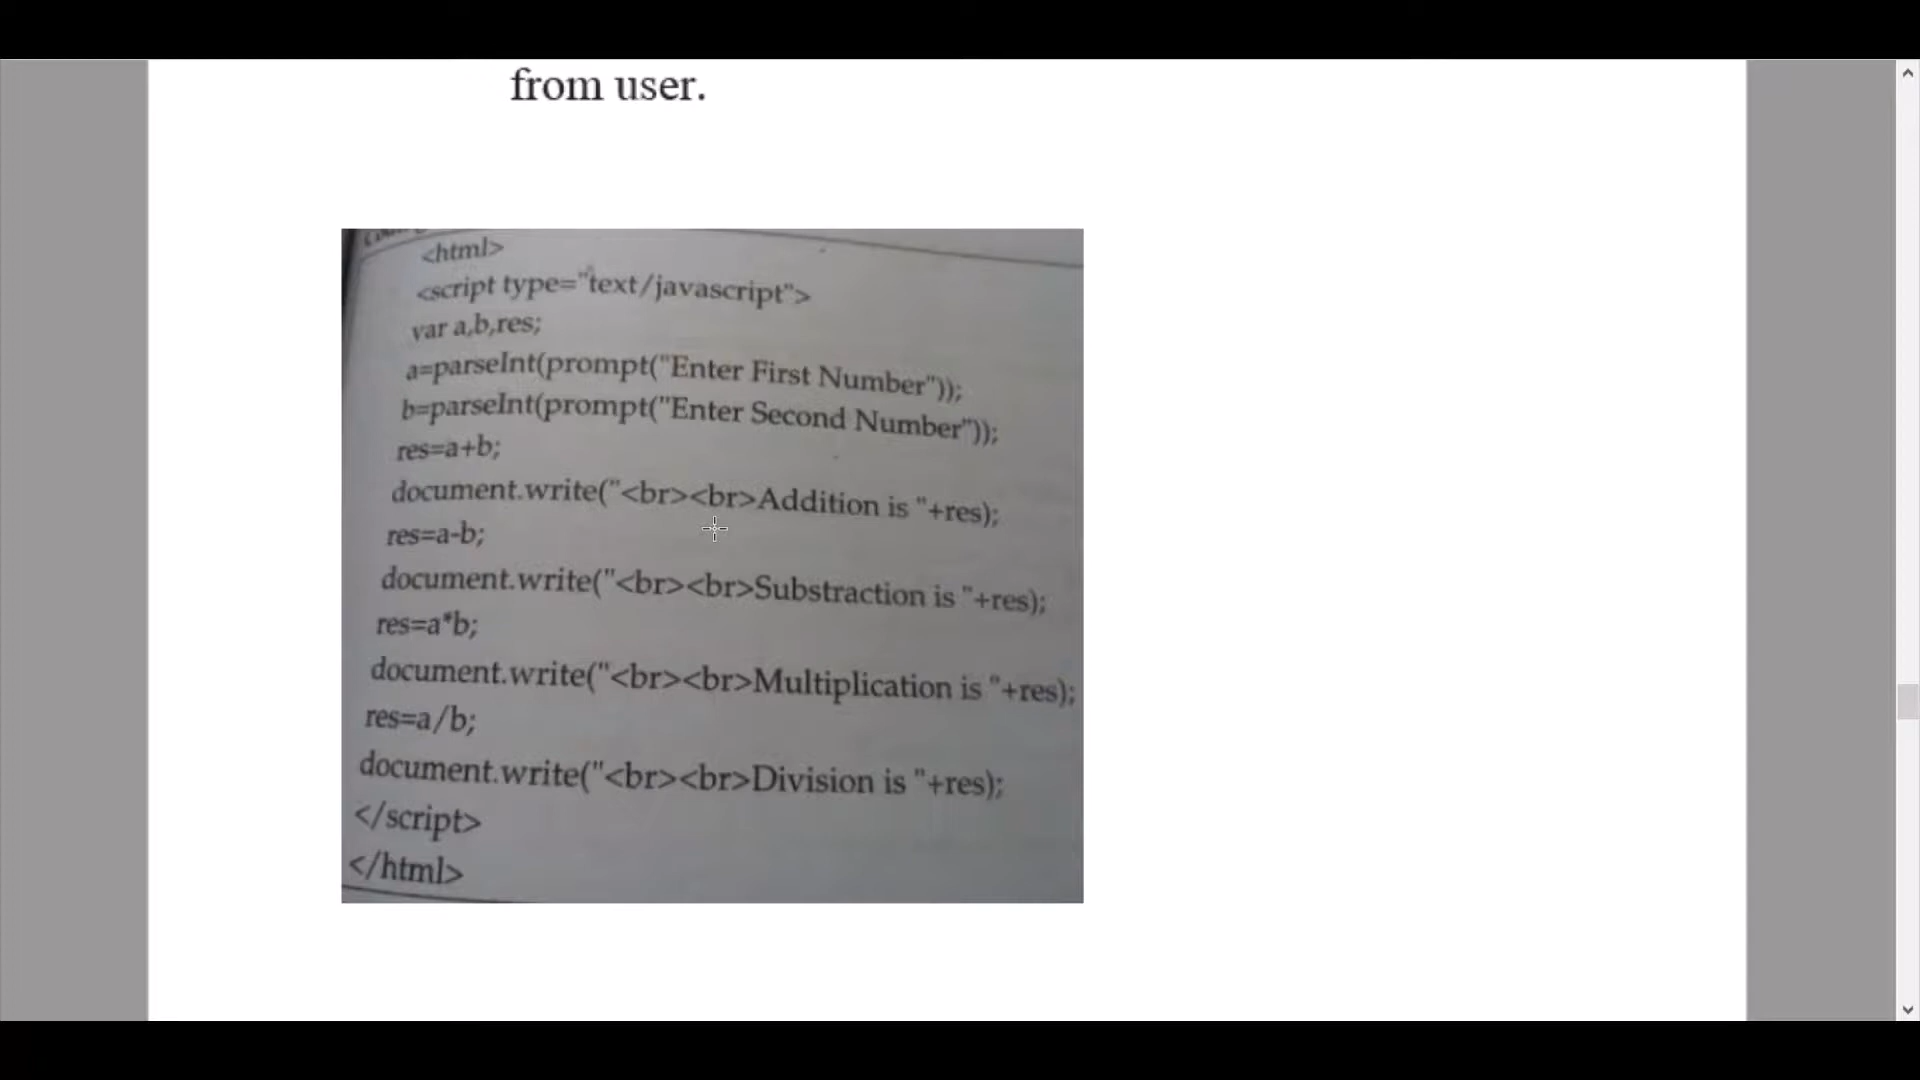 from user.
<html>
<script type="text/javascript">
var a,b,res;
a=parseInt(prompt("Enter First Number"));
b=parseInt(prompt("Enter Second Number"));
res=a+b;
document.write("<br><br>Addition is "+res);
res=a-b;
document.write("<br><br>Substraction is "+res);
res=a*b;
document.write("<br><br>Multiplication is "+res);
res=a/b;
document.write("<br><br>Division is "+res);
</script>
</html>